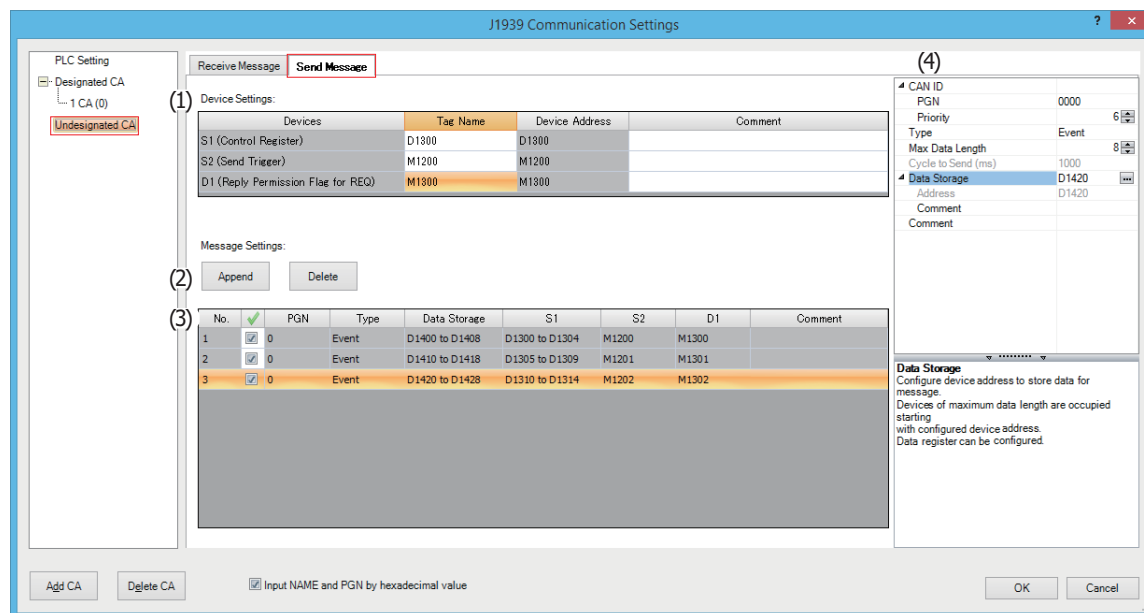 J1939 Communication Settings
? ×
PLC Setting
Designated CA
1 CA (0)
Undesignated CA
Receive Message Send Message
(1) Device Settings:
Devices Tag Name Device Address Comment
S1 (Control Register) D1300 D1300
S2 (Send Trigger) M1200 M1200
D1 (Reply Permission Flag for REQ) M1300 M1300
Message Settings:
(2) Append Delete
(3) No. PGN Type Data Storage S1 S2 D1 Comment
1 0 Event D1400 to D1408 D1300 to D1304 M1200 M1300
2 0 Event D1410 to D1418 D1305 to D1309 M1201 M1301
3 0 Event D1420 to D1428 D1310 to D1314 M1202 M1302
(4)
CAN ID
PGN 0000
Priority 6
Type Event
Max Data Length 8
Cycle to Send (ms) 1000
Data Storage D1420 ...
Address D1420
Comment
Comment
Data Storage
Configure device address to store data for
message.
Devices of maximum data length are occupied
starting
with configured device address.
Data register can be configured.
Add CA Delete CA Input NAME and PGN by hexadecimal value OK Cancel